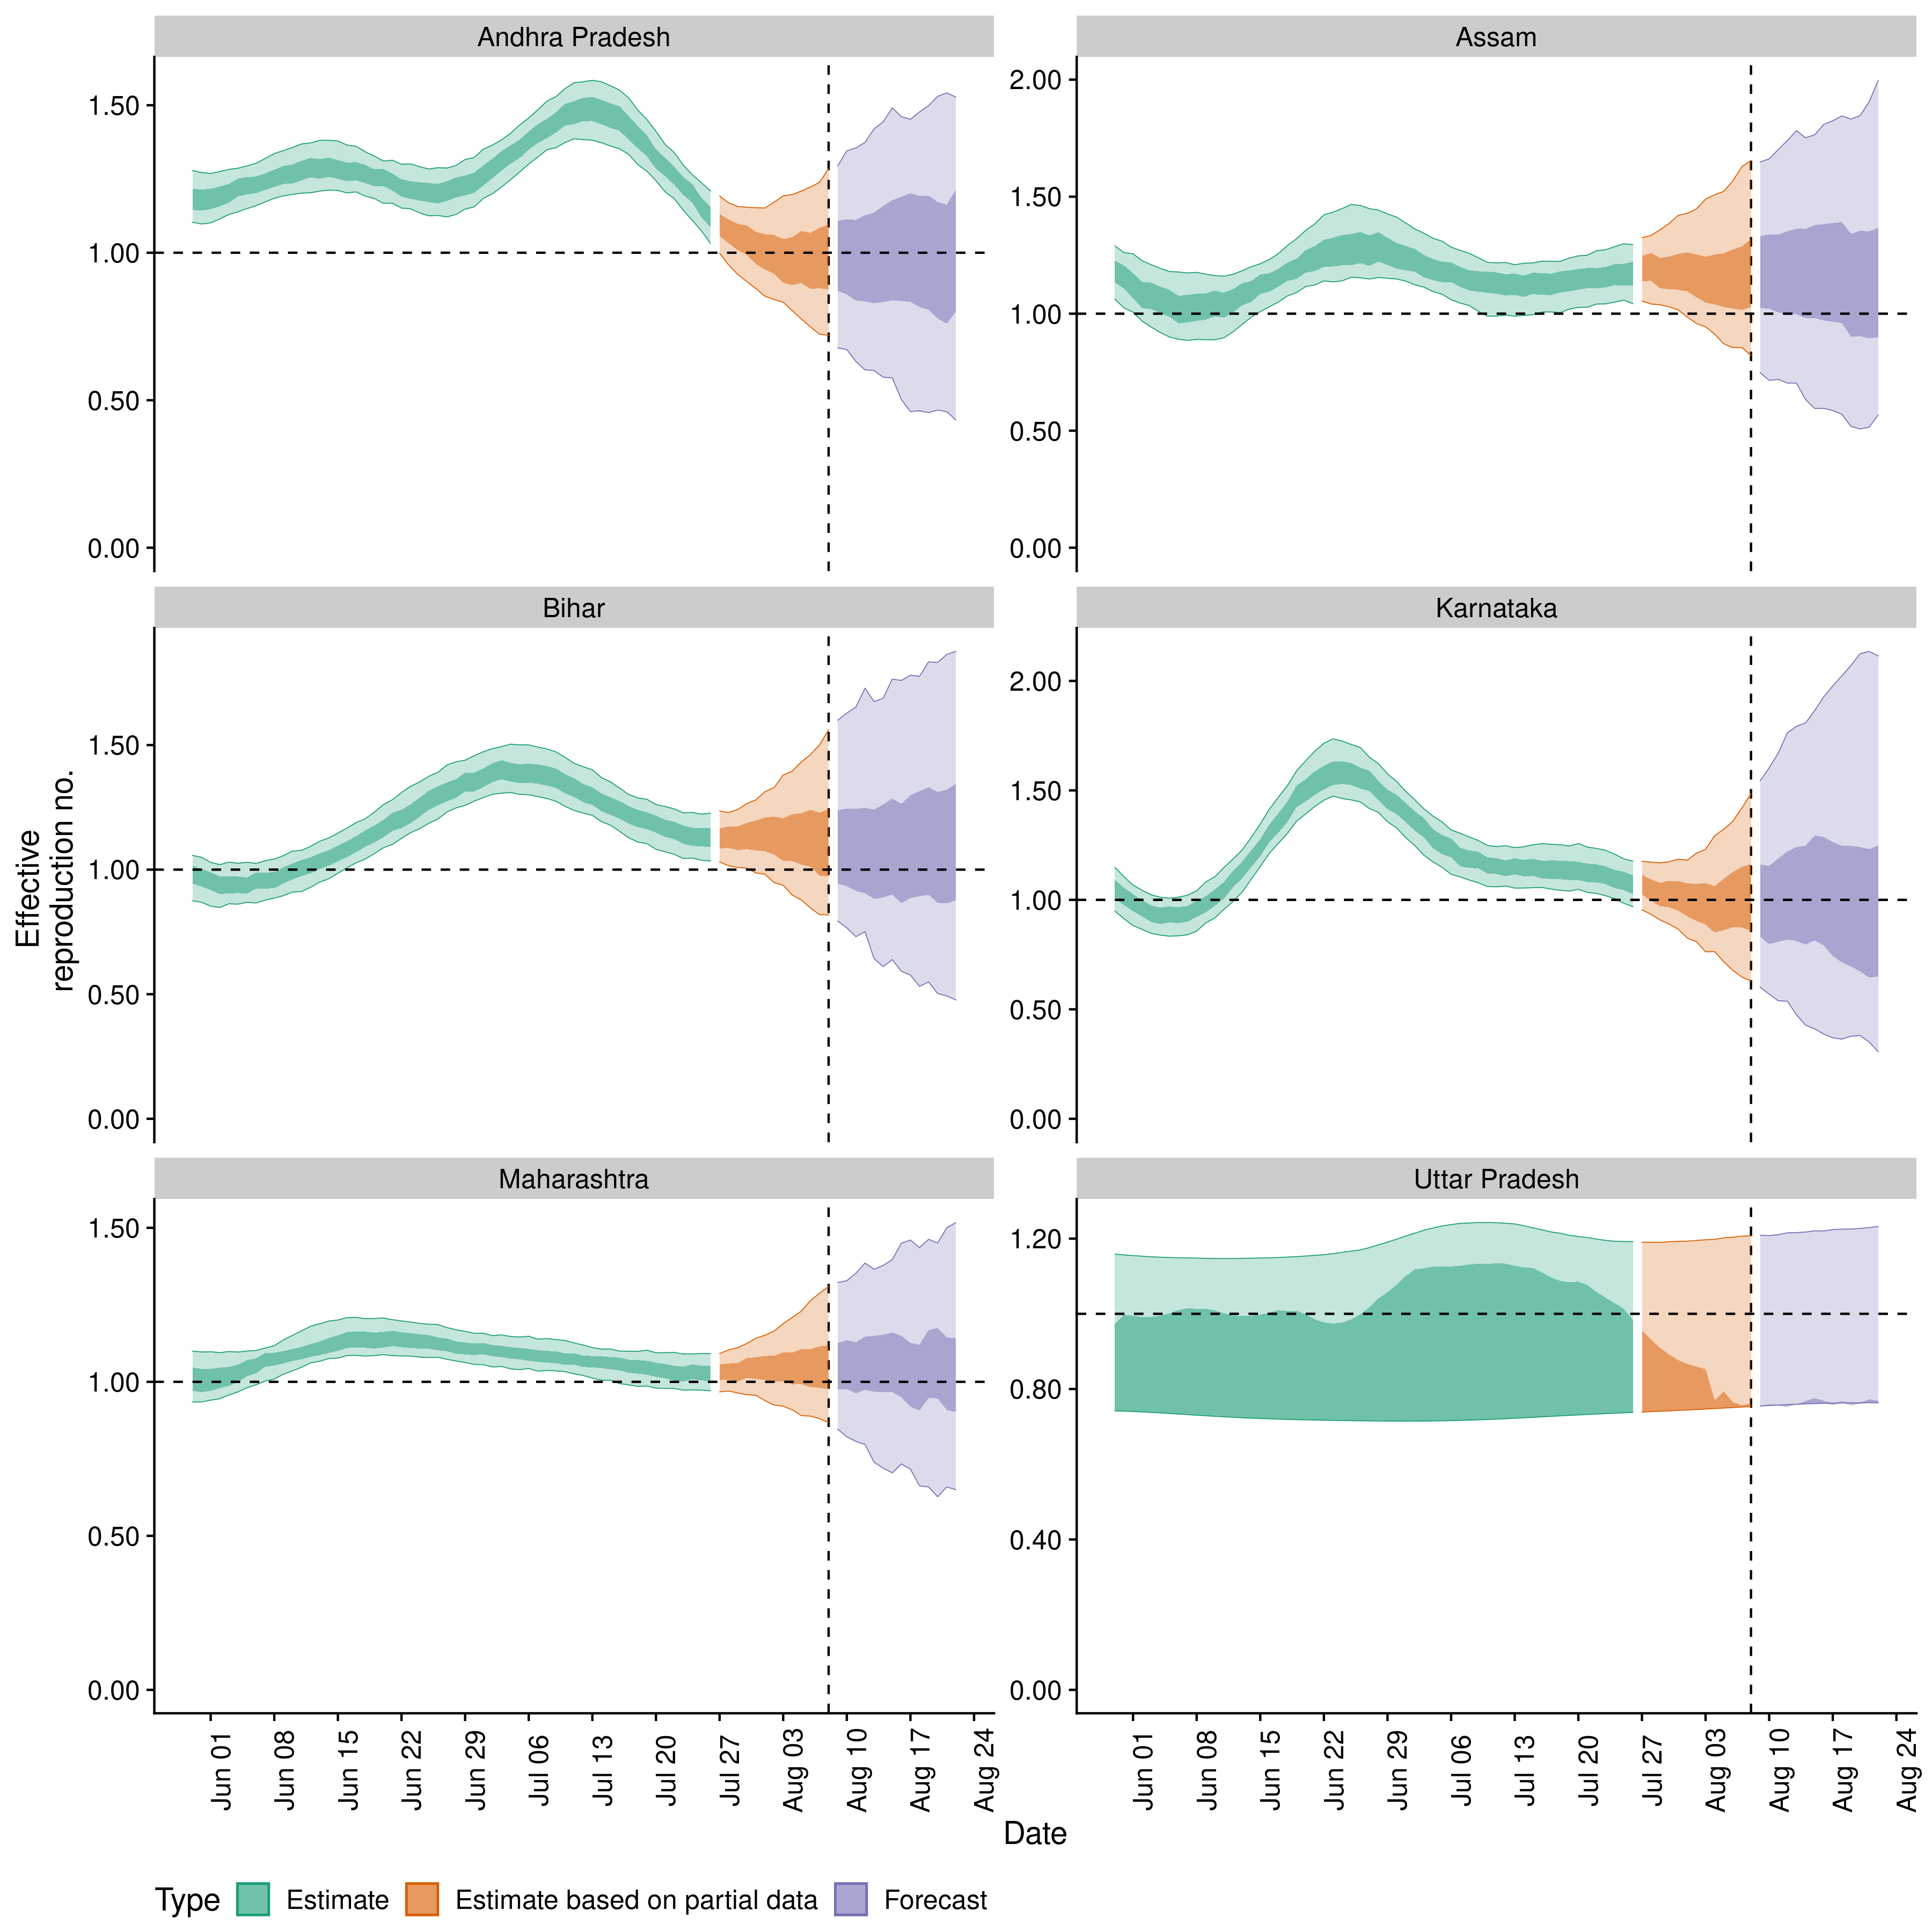 Andhra Pradesh
Assam
1.50
1.00
0.50
0.00
2.00
1.50
1.00
0.50
0.00
Bihar
Karnataka
1.50
1.00
0.50
0.00
2.00
1.50
1.00
0.50
0.00
Effective
reproduction no.
Maharashtra
Uttar Pradesh
1.50
1.00
0.50
0.00
1.20
0.80
0.40
0.00
Jun 01
Jun 08
Jun 15
Jun 22
Jun 29
Jul 06
Jul 13
Jul 20
Jul 27
Aug 03
Aug 10
Aug 17
Aug 24
Jun 01
Jun 08
Jun 15
Jun 22
Jun 29
Jul 06
Jul 13
Jul 20
Jul 27
Aug 03
Aug 10
Aug 17
Aug 24
Date
Type Estimate Estimate based on partial data Forecast